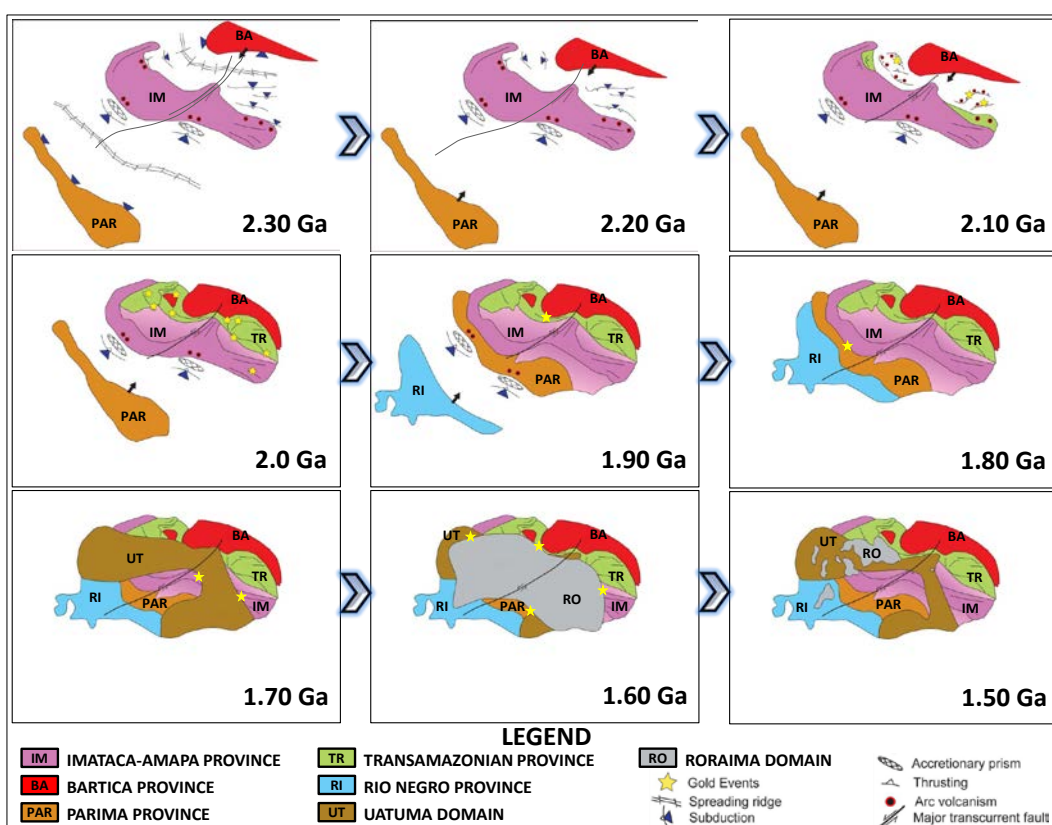 BA
IM
PAR
2.30 Ga
BA
IM
PAR
2.20 Ga
BA
IM
PAR
2.10 Ga
BA
IM
TR
PAR
2.0 Ga
BA
IM
TR
PAR
RI
1.90 Ga
BA
IM
TR
RI
PAR
1.80 Ga
BA
UT
TR
RI
PAR
IM
1.70 Ga
UT
BA
TR
RI
PAR
RO
IM
1.60 Ga
UT
BA
RO
TR
RI
PAR
IM
1.50 Ga
LEGEND
IM IMATACA-AMAPA PROVINCE
BA BARTICA PROVINCE
PAR PARIMA PROVINCE
TR TRANSAMAZONIAN PROVINCE
RI RIO NEGRO PROVINCE
UT UATUMA DOMAIN
RO RORAIMA DOMAIN
Gold Events
Spreading ridge
Subduction
Accretionary prism
Thrusting
Arc volcanism
Major transcurrent fault